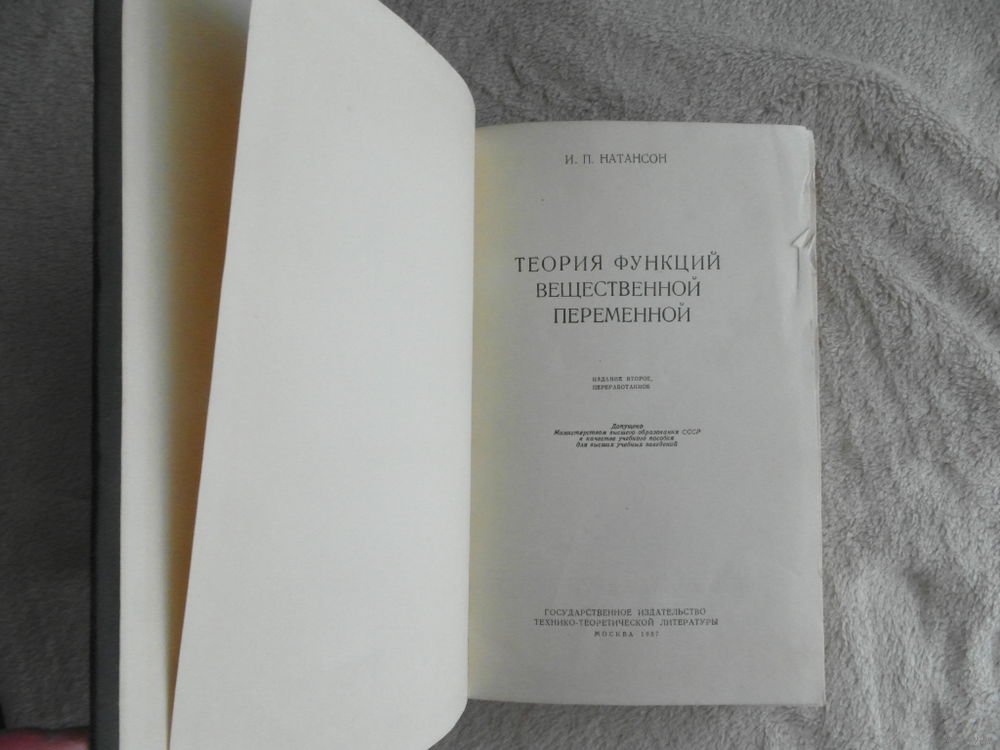 И. П. НАТАНСОН
ТЕОРИЯ ФУНКЦИЙ
ВЕЩЕСТВЕННОЙ
ПЕРЕМЕННОЙ
ИЗДАНИЕ ВТОРОЕ,
ПЕРЕРАБОТАННОЕ
Допущено
Министерством высшего образования СССР
в качестве учебного пособия
для высших учебных заведений
ГОСУДАРСТВЕННОЕ ИЗДАТЕЛЬСТВО
ТЕХНИКО-ТЕОРЕТИЧЕСКОЙ ЛИТЕРАТУРЫ
МОСКВА 1957